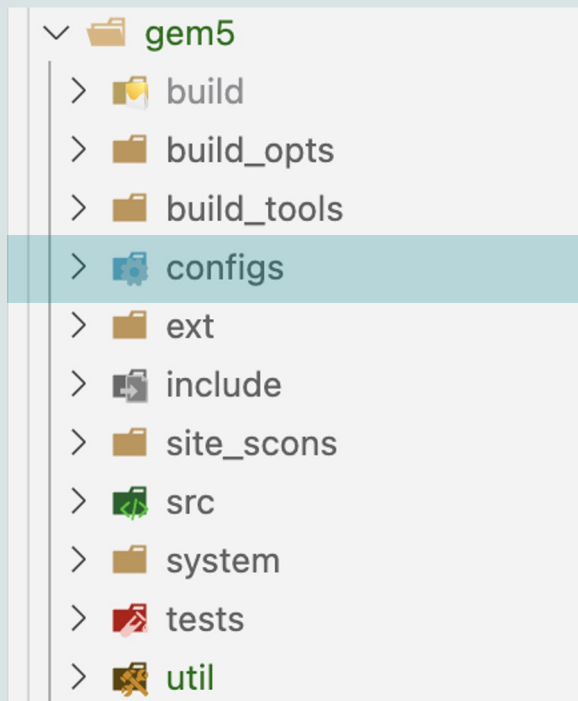 gem5
build
build_opts
build_tools
configs
ext
include
site_scons
src
system
tests
util